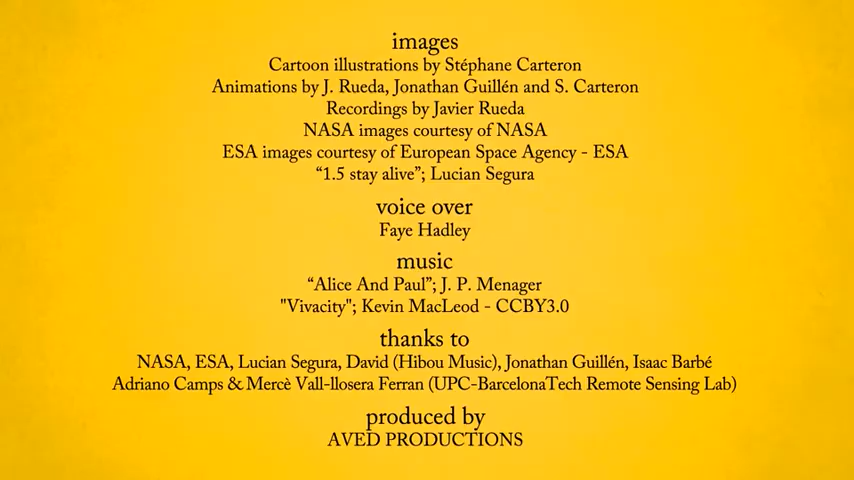 images
Cartoon illustrations by Stéphane Carteron
Animations by J. Rueda, Jonathan Guillén and S. Carteron
Recordings by Javier Rueda
NASA images courtesy of NASA
ESA images courtesy of European Space Agency - ESA
“1.5 stay alive”; Lucian Segura
voice over
Faye Hadley
music
“Alice And Paul”; J. P. Menager
"Vivacity"; Kevin MacLeod - CCBY3.0
thanks to
NASA, ESA, Lucian Segura, David (Hibou Music), Jonathan Guillén, Isaac Barbé
Adriano Camps & Mercè Vall-llosera Ferran (UPC-BarcelonaTech Remote Sensing Lab)
produced by
AVED PRODUCTIONS